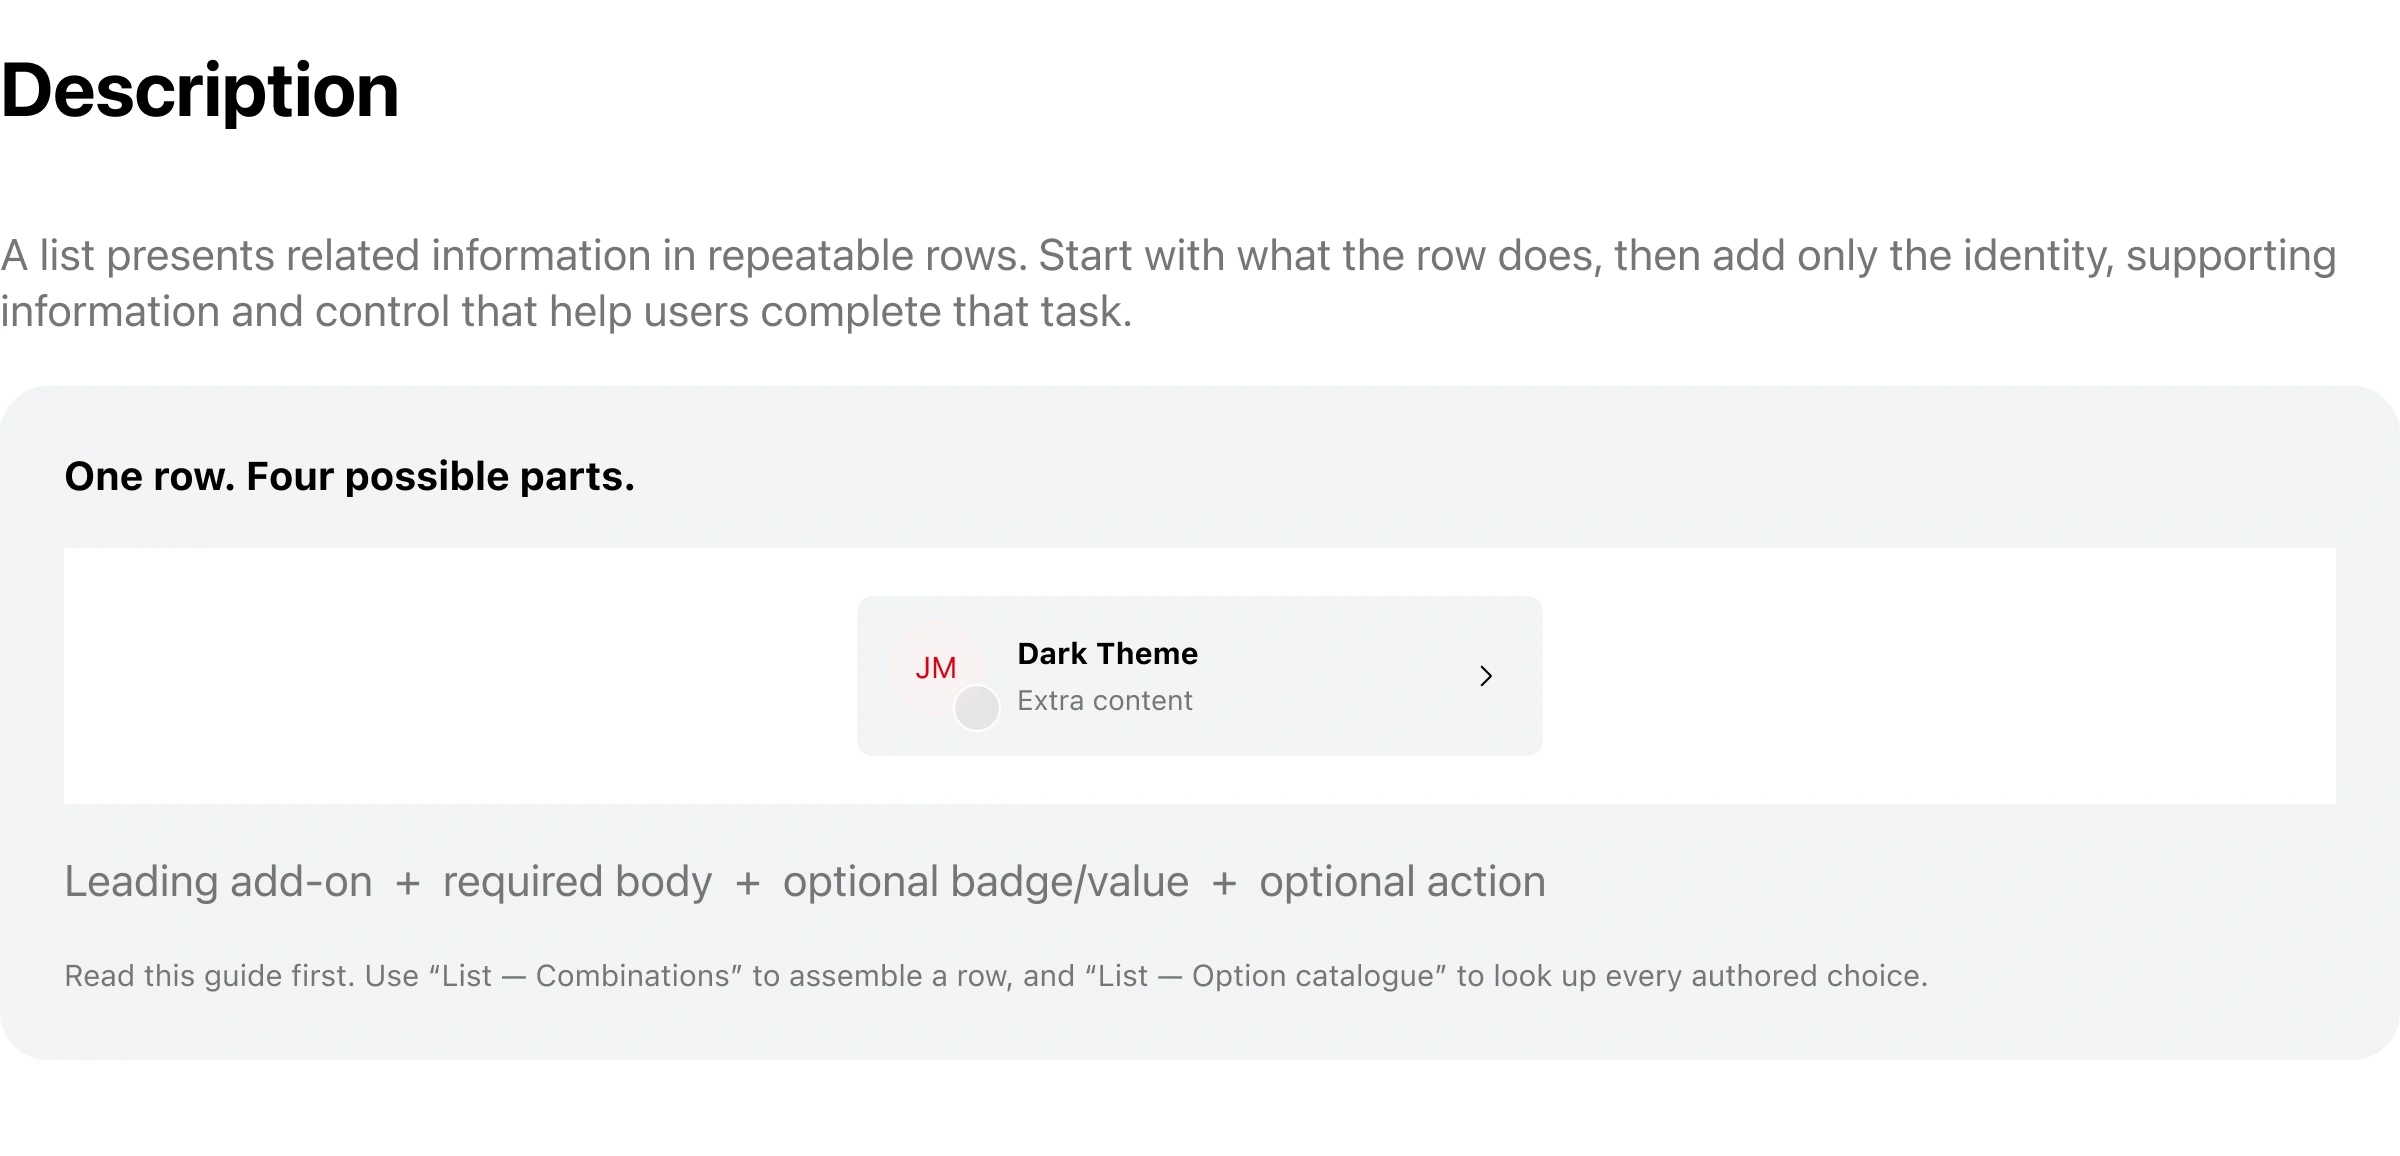 Description
A list presents related information in repeatable rows. Start with what the row does, then add only the identity, supporting
information and control that help users complete that task.
One row. Four possible parts.
JM
Dark Theme
Extra content
Leading add-on + required body + optional badge/value + optional action
Read this guide first. Use “List — Combinations” to assemble a row, and “List — Option catalogue” to look up every authored choice.